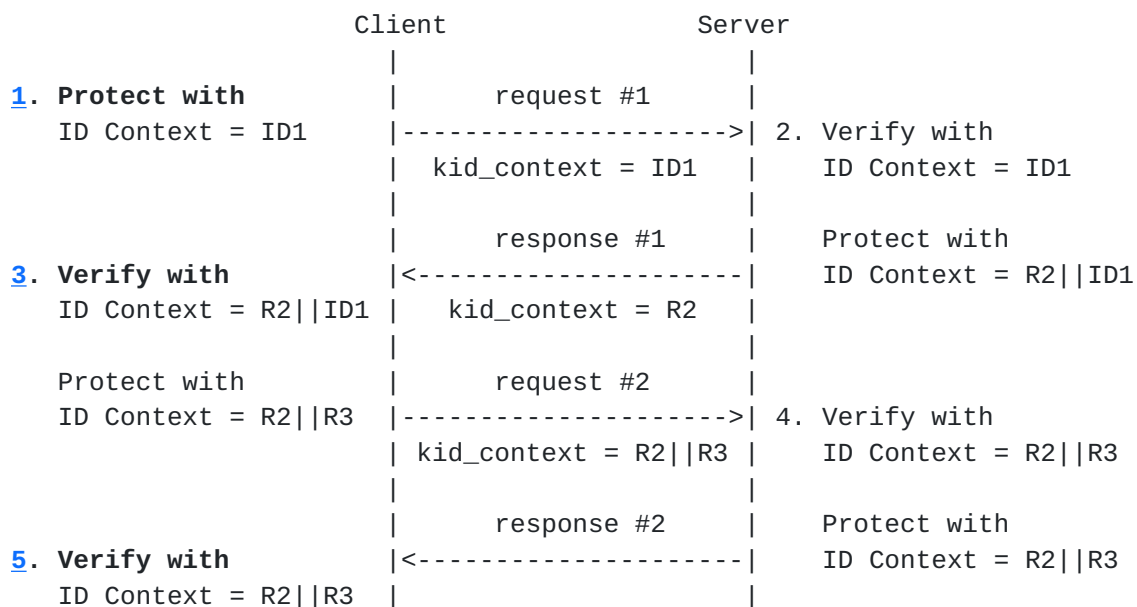 Client                Server
                        |                      |
1. Protect with         |      request #1      |
   ID Context = ID1     |--------------------->| 2. Verify with
                        |  kid_context = ID1   |    ID Context = ID1
                        |                      |
                        |      response #1     |    Protect with
3. Verify with          |<---------------------|    ID Context = R2||ID1
   ID Context = R2||ID1 |   kid_context = R2   |
                        |                      |
   Protect with         |      request #2      |
   ID Context = R2||R3  |--------------------->| 4. Verify with
                        | kid_context = R2||R3 |    ID Context = R2||R3
                        |                      |
                        |      response #2     |    Protect with
5. Verify with          |<---------------------|    ID Context = R2||R3
   ID Context = R2||R3  |                      |